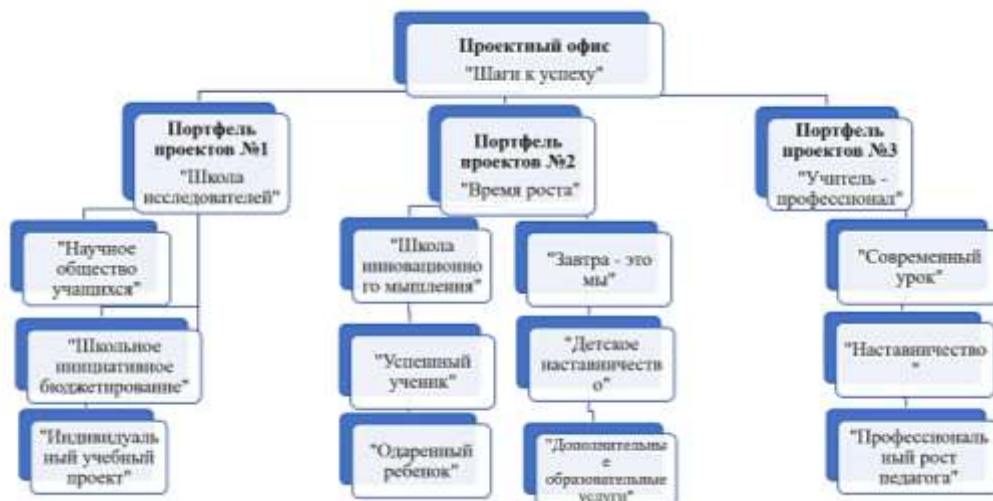 Проектный офис
"Шаги к успеху"
Портфель
проектов №1
"Школа
исследователей"
Портфель
проектов №2
"Время роста"
Портфель
проектов №3
"Учитель -
профессионал"
"Научное
общество
учащихся"
"Школьное
инициативное
бюджетирование"
"Индивидуаль
ный учебный
проект"
"Школа
инновационно
го мышления"
"Успешный
ученик"
"Одаренный
ребенок"
"Завтра - это
мы"
"Детское
наставничеств
о"
"Дополнительны
е
образовательные
услуги"
"Современный
урок"
"Наставничество
"
"Профессиональ
ный рост
педагога"